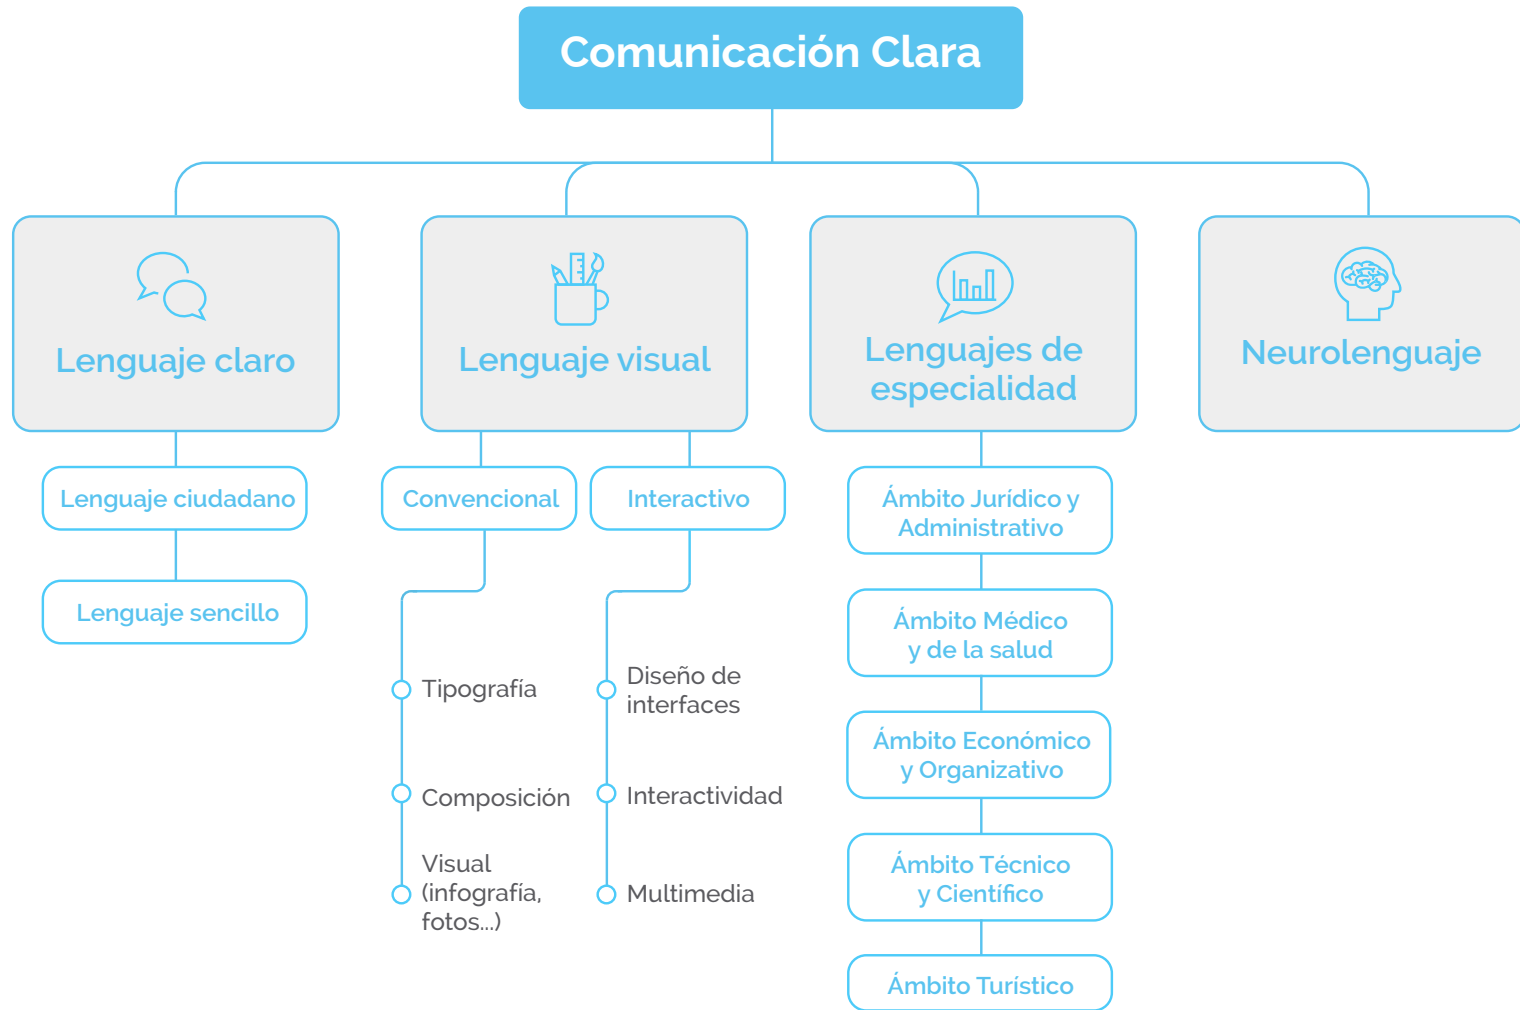 Comunicación Clara
Lenguaje claro
Lenguaje ciudadano
Lenguaje sencillo
Lenguaje visual
Convencional
Tipografía
Composición
Visual
(infografía,
fotos...)
Interactivo
Diseño de
interfaces
Interactividad
Multimedia
Lenguajes de
especialidad
Ámbito Jurídico y
Administrativo
Ámbito Médico
y de la salud
Ámbito Económico
y Organizativo
Ámbito Técnico
y Científico
Ámbito Turístico
Neurolenguaje